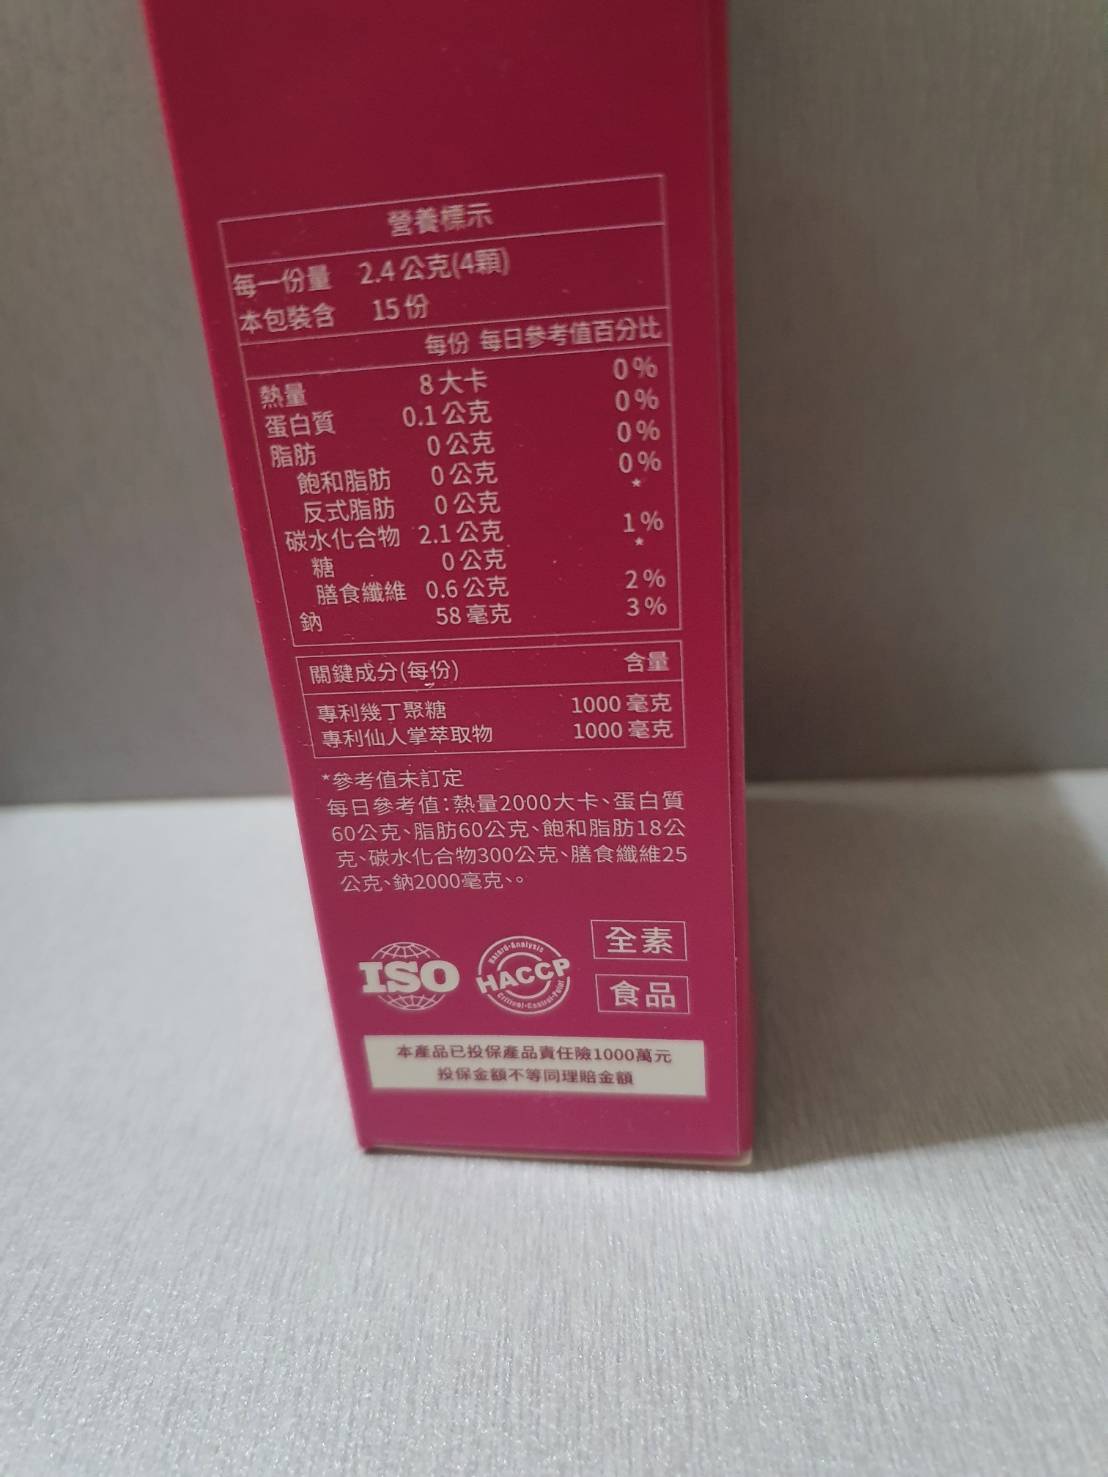 營養標示
每一份量 2.4公克(4顆)
本包裝含 15份
每份 每日參考值百分比
熱量 8大卡 0%
蛋白質 0.1公克 0%
脂肪 0公克 0%
飽和脂肪 0公克 0%
反式脂肪 0公克 *
碳水化合物 2.1公克 1%
糖 0公克 *
膳食纖維 0.6公克 2%
鈉 58毫克 3%
關鍵成分(每份) 含量
專利幾丁聚糖 1000毫克
專利仙人掌萃取物 1000毫克
*參考值未訂定
每日參考值:熱量2000大卡、蛋白質
60公克、脂肪60公克、飽和脂肪18公
克、碳水化合物300公克、膳食纖維25
公克、鈉2000毫克、。
全素
ISO
Hazard·Analysis
HACCP
Critical·Control·Point
食品
本產品已投保產品責任險1000萬元
投保金額不等同理賠金額